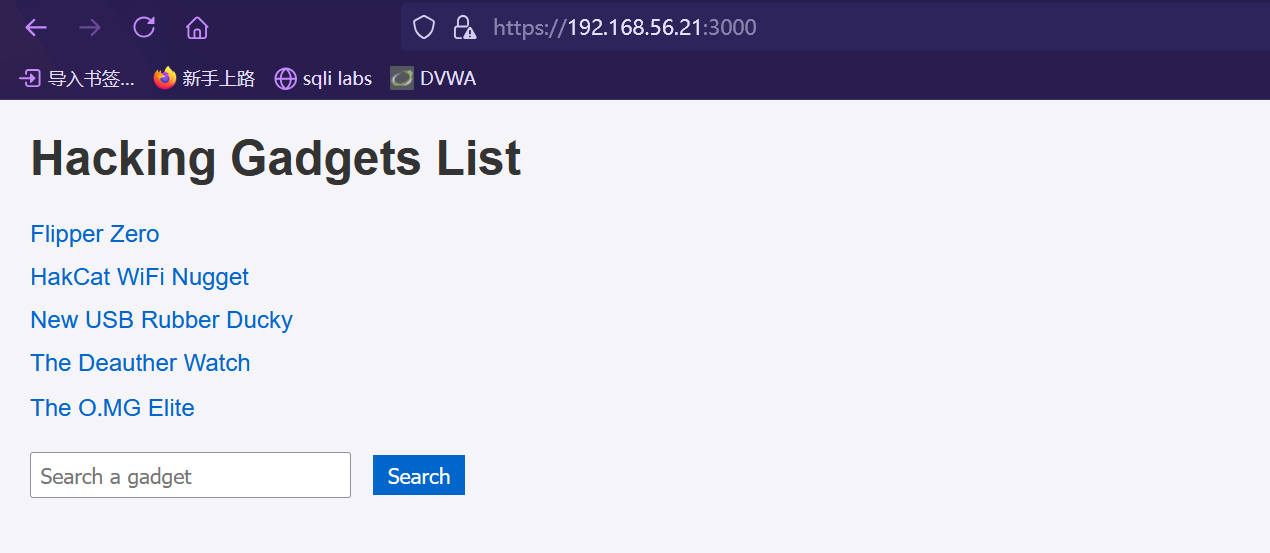 https://192.168.56.21:3000
导入书签... 新手上路 sqli labs DVWA
Hacking Gadgets List
Flipper Zero
HakCat WiFi Nugget
New USB Rubber Ducky
The Deauther Watch
The O.MG Elite
Search a gadget Search